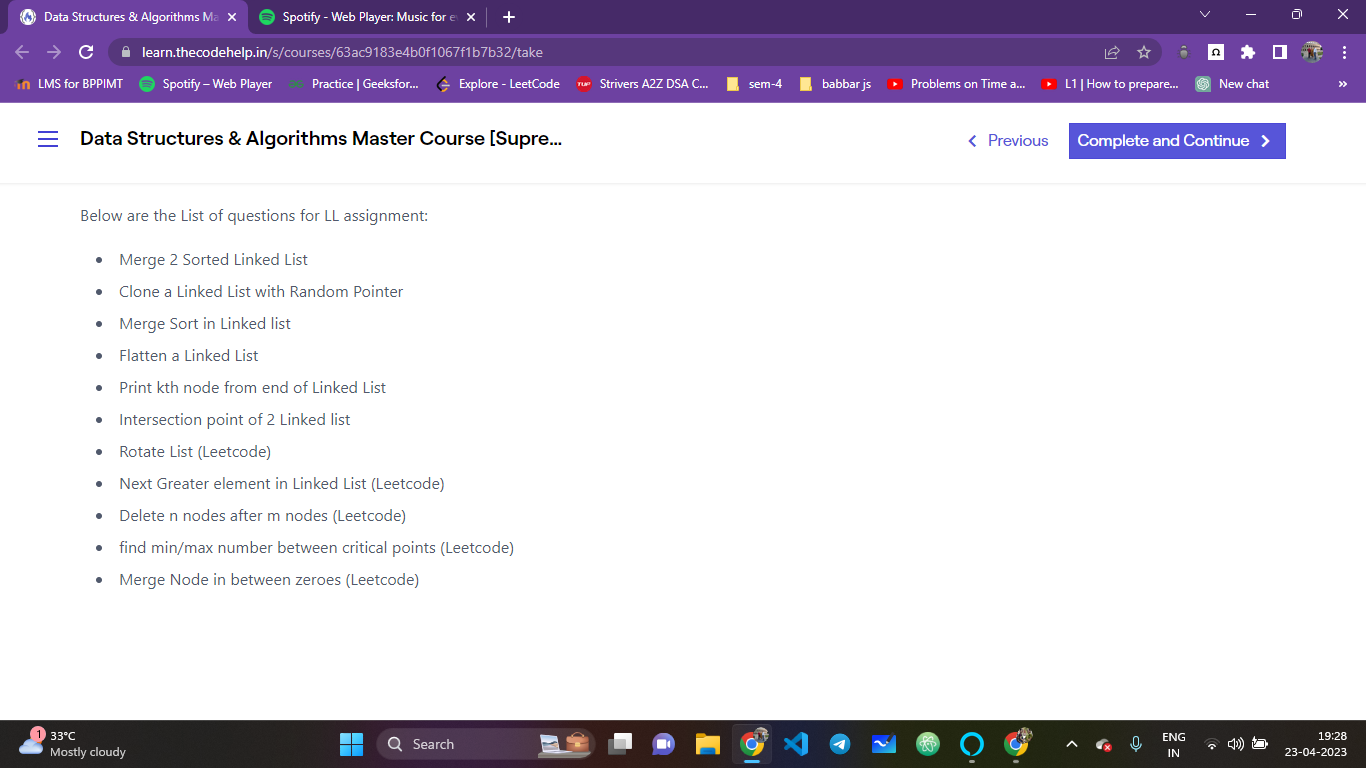 Data Structures & Algorithms Ma
Spotify - Web Player: Music for e
learn.thecodehelp.in/s/courses/63ac9183e4b0f1067f1b7b32/take
LMS for BPPIMT
Spotify – Web Player
Practice | Geeksfor...
Explore - LeetCode
TUF
Strivers A2Z DSA C...
sem-4
babbar js
Problems on Time a...
L1 | How to prepare...
New chat
»
Data Structures & Algorithms Master Course [Supre...
Previous
Complete and Continue
Below are the List of questions for LL assignment:
• Merge 2 Sorted Linked List
• Clone a Linked List with Random Pointer
• Merge Sort in Linked list
• Flatten a Linked List
• Print kth node from end of Linked List
• Intersection point of 2 Linked list
• Rotate List (Leetcode)
• Next Greater element in Linked List (Leetcode)
• Delete n nodes after m nodes (Leetcode)
• find min/max number between critical points (Leetcode)
• Merge Node in between zeroes (Leetcode)
1
33°C
Mostly cloudy
Search
ENG
IN
19:28
23-04-2023